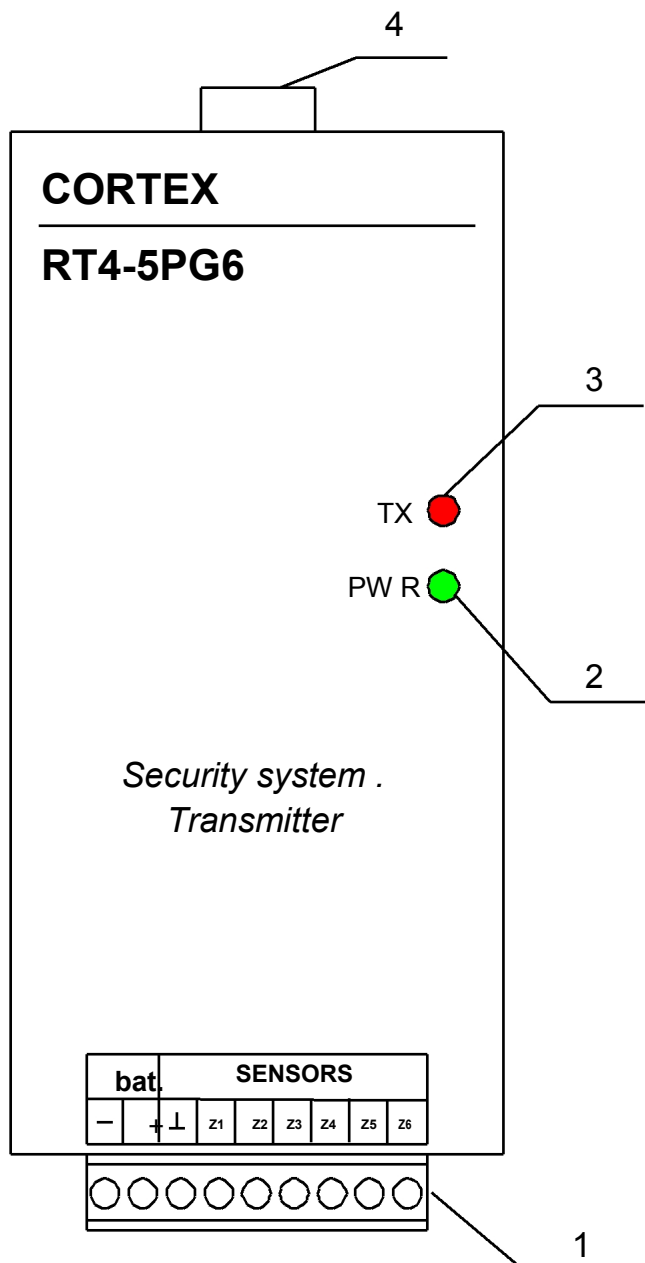 4
CORTEX
RT4-5PG6
3
TX
PW R
2
Security system .
Transmitter
bat. SENSORS
− + ⊥ Z1 Z2 Z3 Z4 Z5 Z6
1